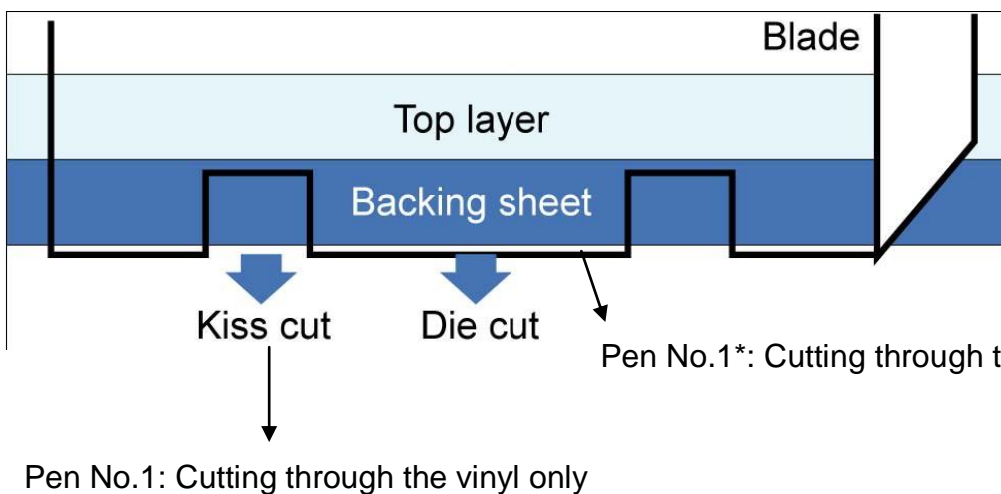 Blade
Top layer
Backing sheet
Kiss cut
Die cut
Pen No.1*: Cutting through
Pen No.1: Cutting through the vinyl only